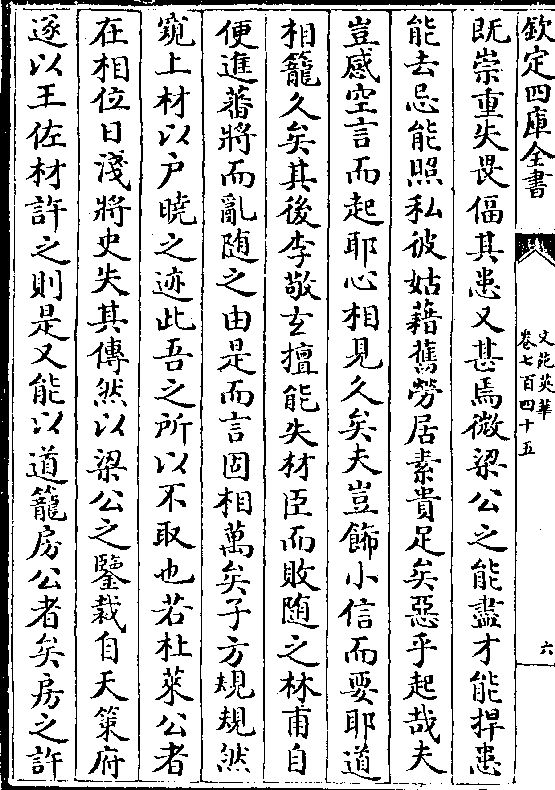 欽定四庫全書
文苑英華
卷七百四十五
六
既崇重失畏偪其患又甚焉微梁公之能盡才能捍患
能去忌能照私彼姑藉舊勞居素貴足矣惡乎起哉夫
豈感空言而起耶心相見久矣夫豈飾小信而要耶道
相籠久矣其後李敬玄擅能失材臣而敗随之林甫自
便進蕃將而亂随之由是而言固相萬矣子方規規然
窺上材以户曉之迹此吾之所以不取也若杜萊公者
在相位日淺將史失其傳然以梁公之鑒裁自天策府
遂以王佐材許之則是又能以道籠房公者矣房之許